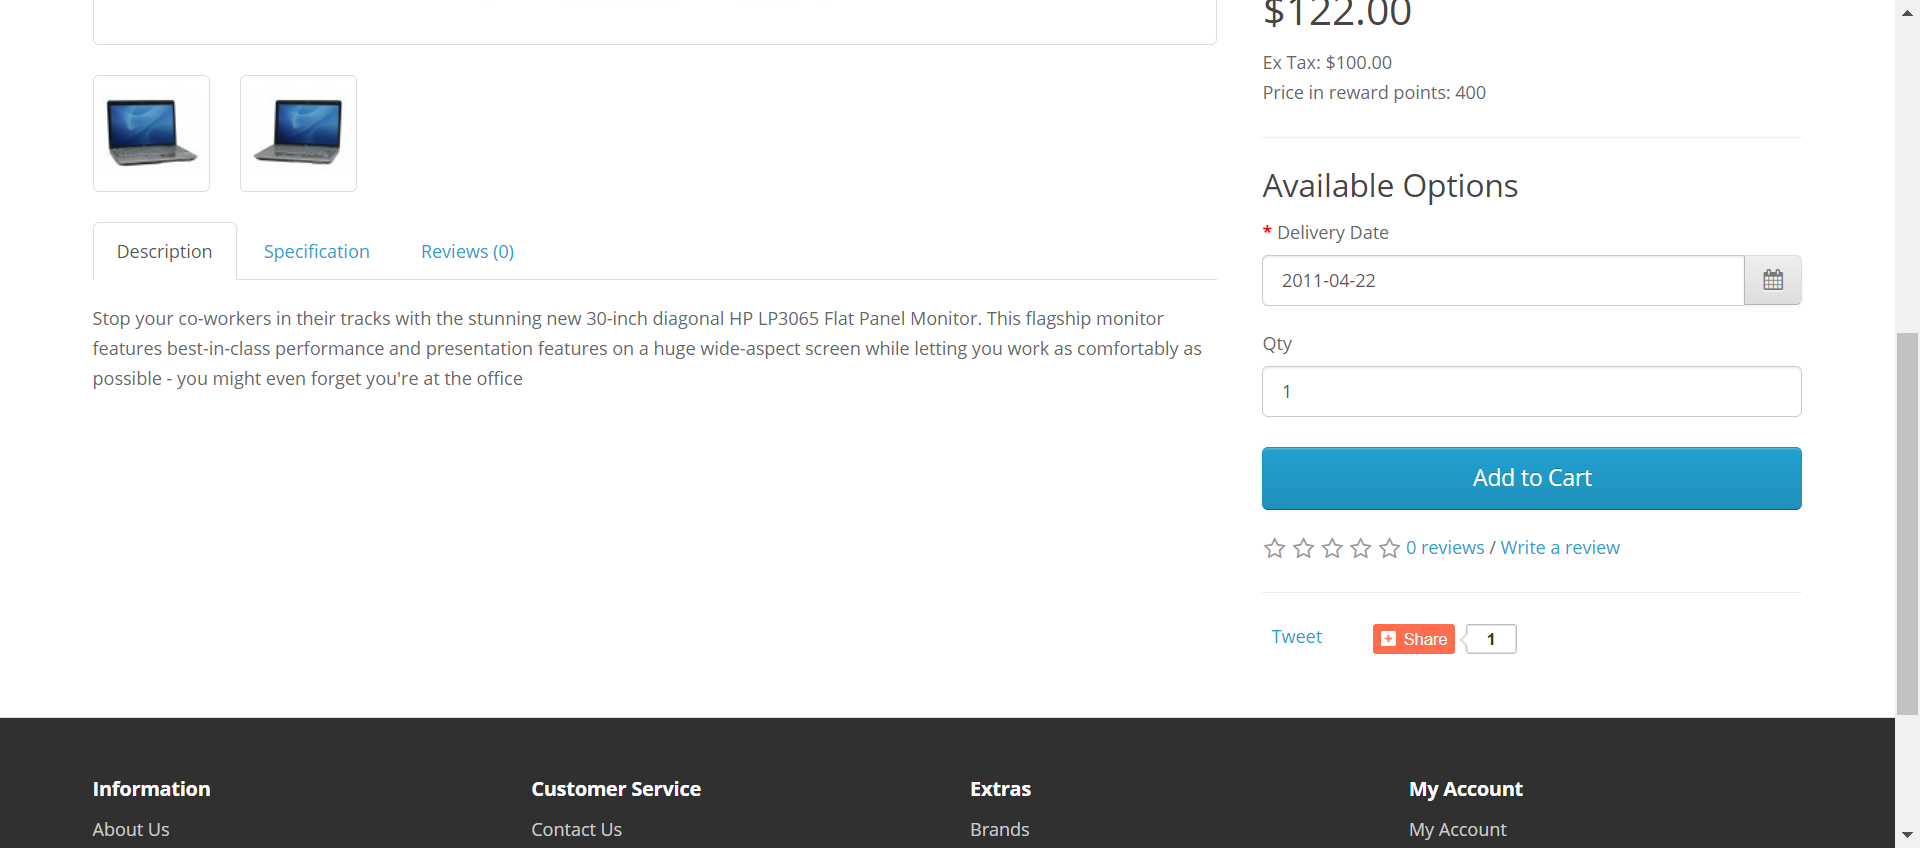 $122.00
Ex Tax: $100.00
Price in reward points: 400
Available Options
* Delivery Date
2011-04-22
Qty
1
Add to Cart
0 reviews / Write a review
Tweet
Share
1
Description
Specification
Reviews (0)
Stop your co-workers in their tracks with the stunning new 30-inch diagonal HP LP3065 Flat Panel Monitor. This flagship monitor
features best-in-class performance and presentation features on a huge wide-aspect screen while letting you work as comfortably as
possible - you might even forget you're at the office
Information
About Us
Customer Service
Contact Us
Extras
Brands
My Account
My Account